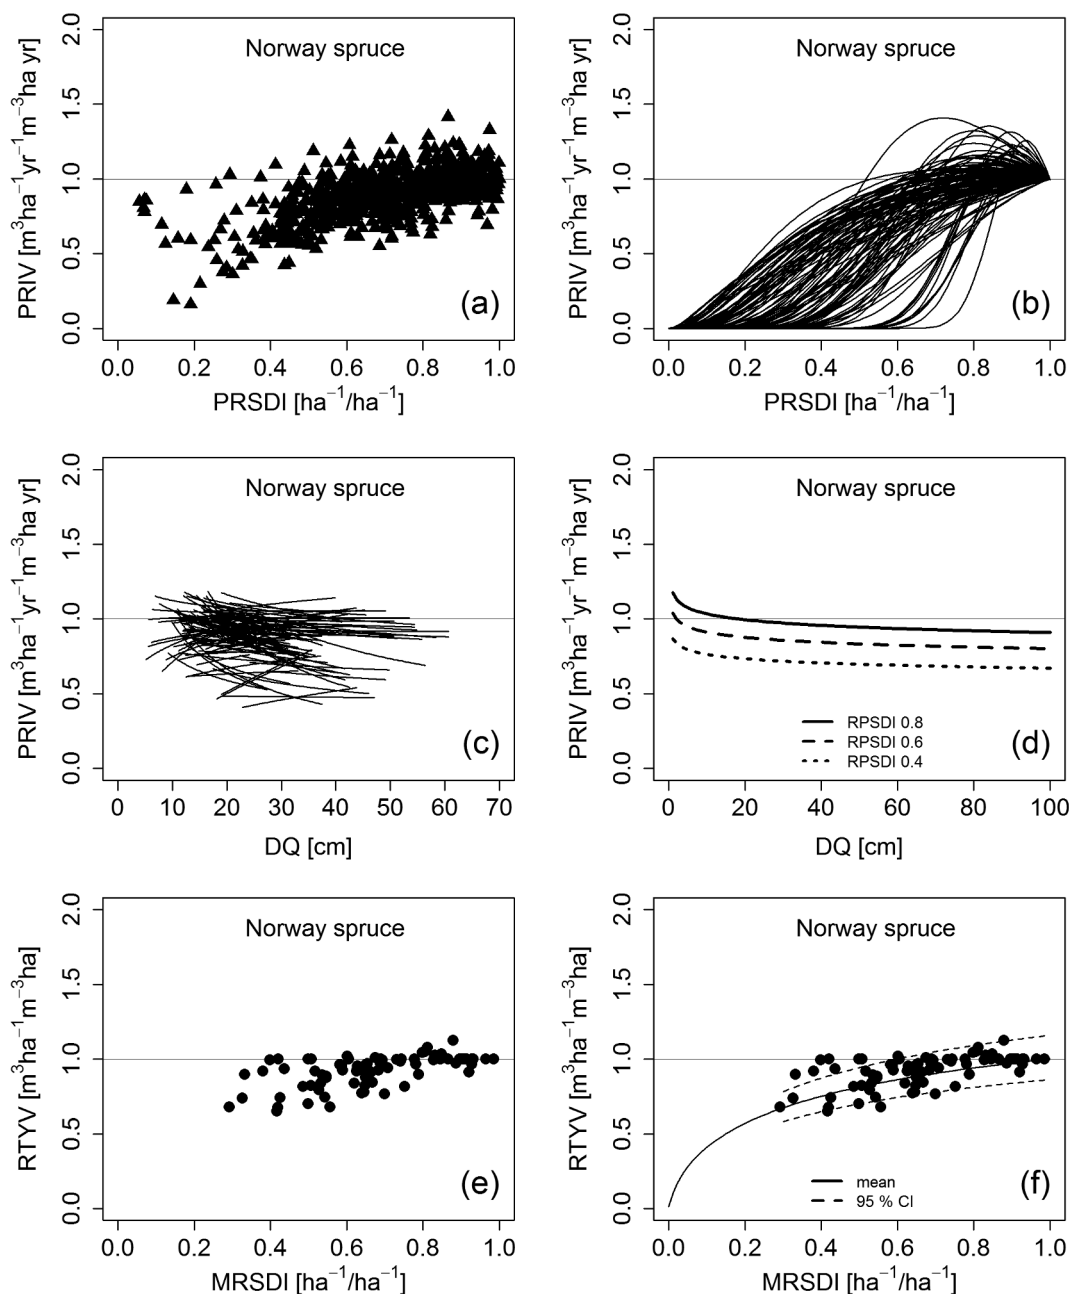 Norway spruce
(a)
PRIV [m³ha⁻¹yr⁻¹m⁻³ha yr]
0.0 0.5 1.0 1.5 2.0
0.0 0.2 0.4 0.6 0.8 1.0
PRSDI [ha⁻¹/ha⁻¹]
Norway spruce
(b)
PRIV [m³ha⁻¹yr⁻¹m⁻³ha yr]
0.0 0.5 1.0 1.5 2.0
0.0 0.2 0.4 0.6 0.8 1.0
PRSDI [ha⁻¹/ha⁻¹]
Norway spruce
(c)
PRIV [m³ha⁻¹yr⁻¹m⁻³ha yr]
0.0 0.5 1.0 1.5 2.0
0 10 20 30 40 50 60 70
DQ [cm]
Norway spruce
RPSDI 0.8
RPSDI 0.6
RPSDI 0.4
(d)
PRIV [m³ha⁻¹yr⁻¹m⁻³ha yr]
0.0 0.5 1.0 1.5 2.0
0 20 40 60 80 100
DQ [cm]
Norway spruce
(e)
RTYV [m³ha⁻¹m⁻³ha]
0.0 0.5 1.0 1.5 2.0
0.0 0.2 0.4 0.6 0.8 1.0
MRSDI [ha⁻¹/ha⁻¹]
Norway spruce
mean
95 % CI
(f)
RTYV [m³ha⁻¹m⁻³ha]
0.0 0.5 1.0 1.5 2.0
0.0 0.2 0.4 0.6 0.8 1.0
MRSDI [ha⁻¹/ha⁻¹]